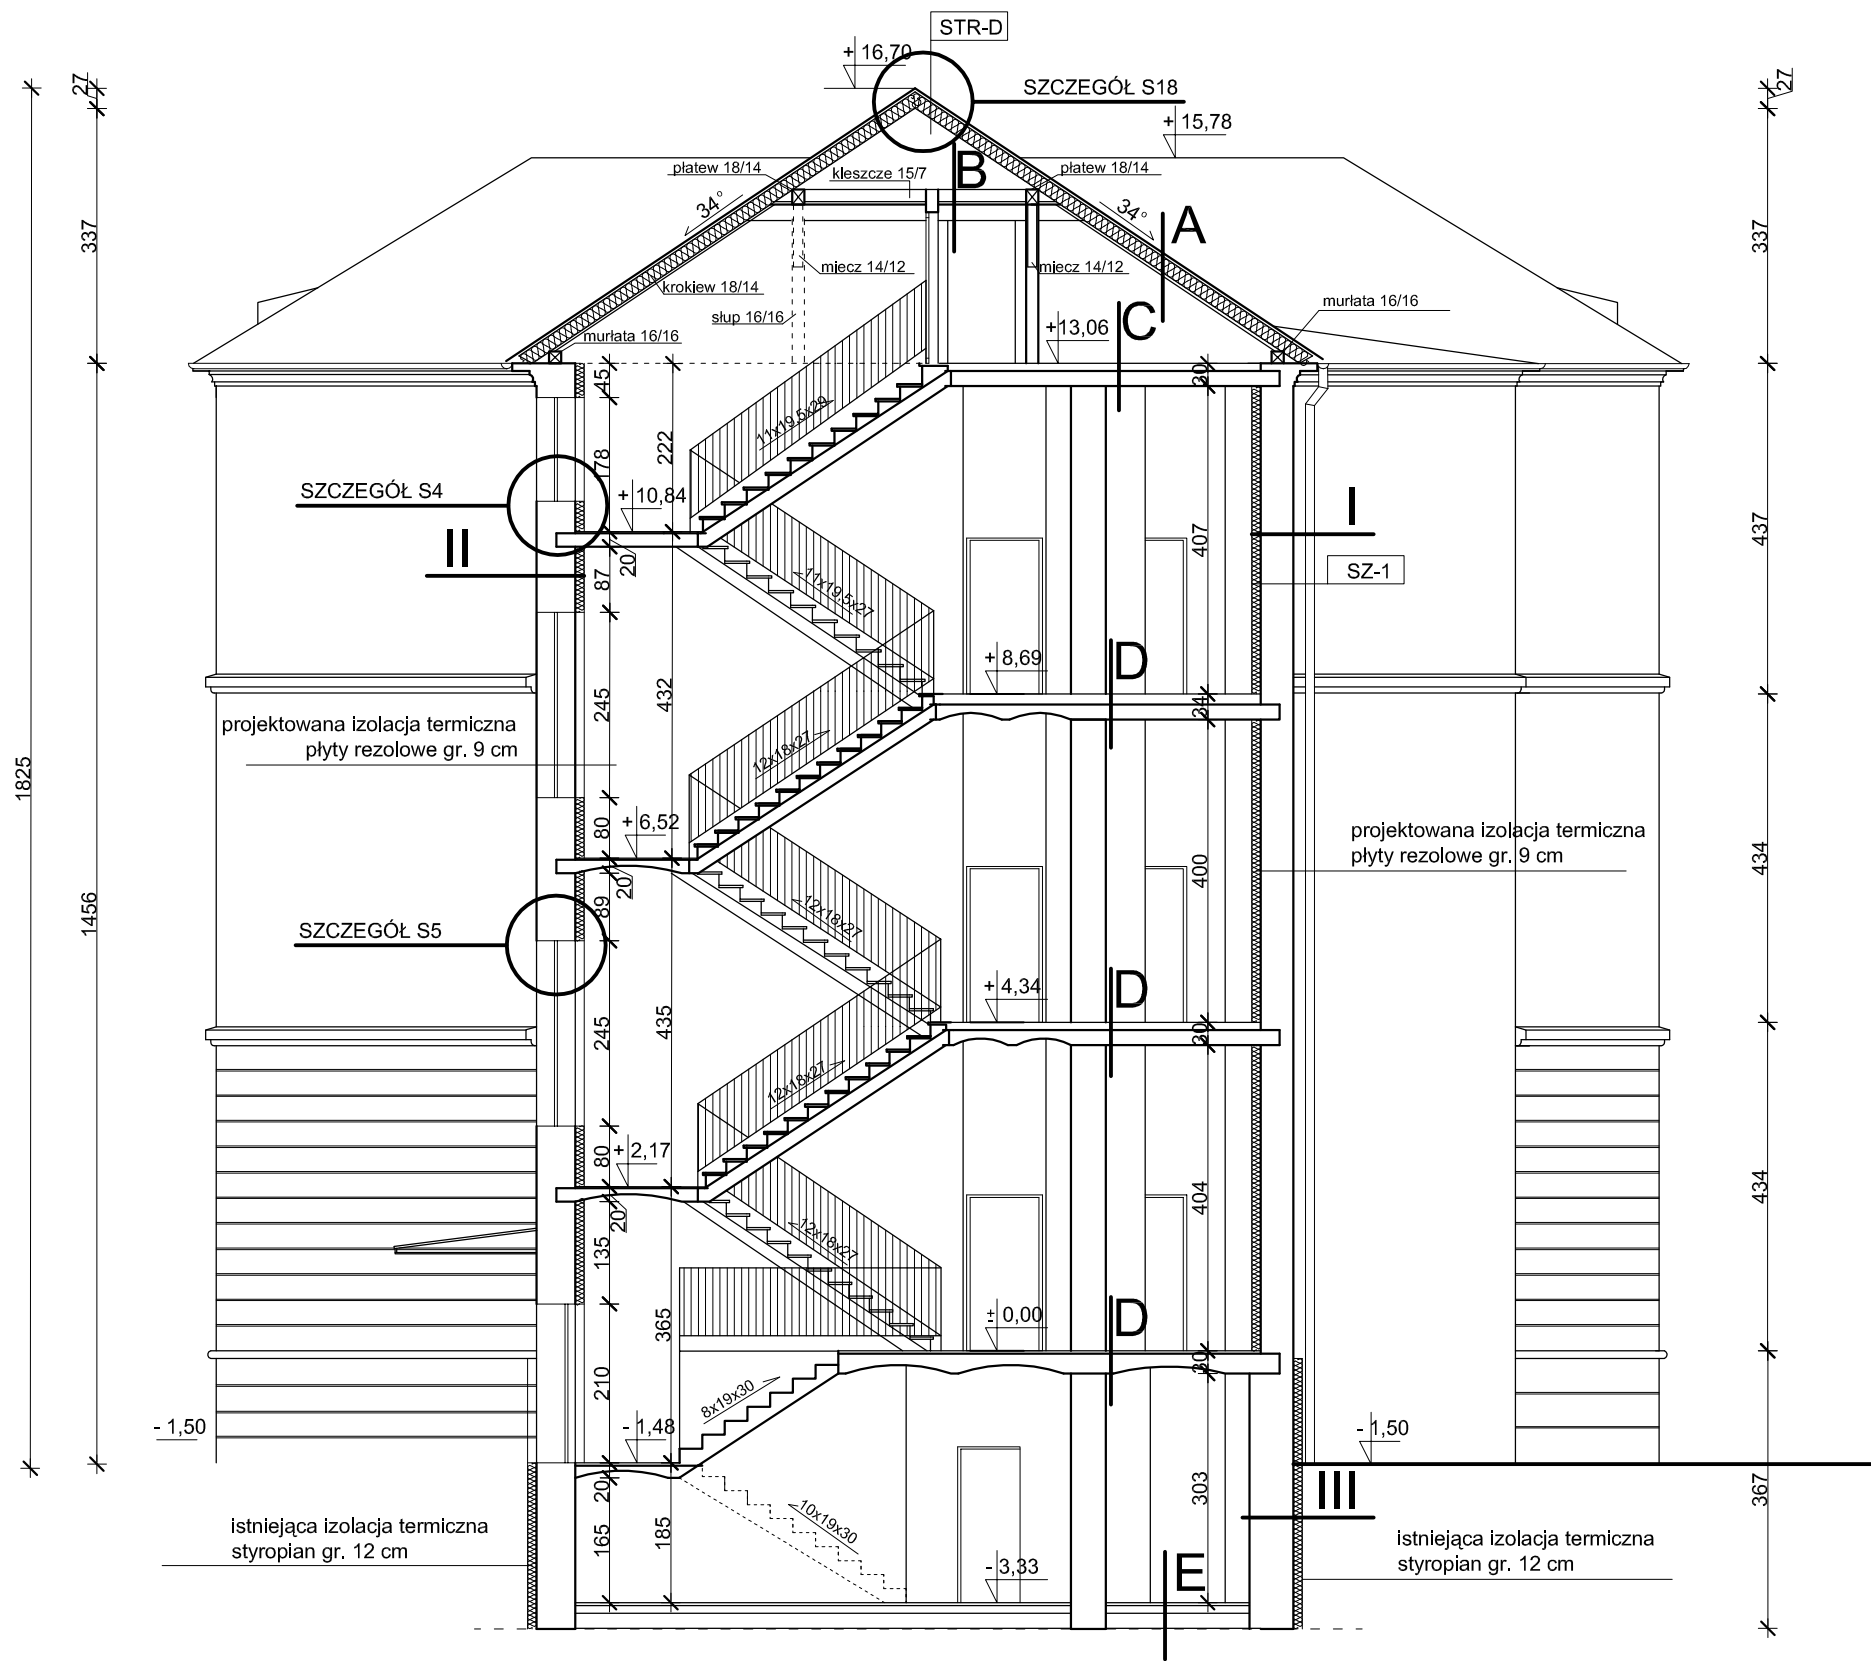 STR-D
+ 16,70
SZCZEGÓŁ S18
27
27
+ 15,78
B
płatew 18/14
kleszcze 15/7
płatew 18/14
34°
34°
A
337
337
miecz 14/12
miecz 14/12
krokiew 18/14
słup 16/16
murłata 16/16
murłata 16/16
+13,06
C
45
30
11x19,5x29
222
178
SZCZEGÓŁ S4
+ 10,84
I
II
437
407
437
20
87
SZ-1
11x19,5x27
+ 8,69
D
245
432
34
projektowana izolacja termiczna
płyty rezolowe gr. 9 cm
12x18x27
1825
80
+ 6,52
projektowana izolacja termiczna
płyty rezolowe gr. 9 cm
400
434
20
89
1456
12x18x27
SZCZEGÓŁ S5
+ 4,34
D
245
435
30
12x18x27
80
+ 2,17
404
434
20
135
12x18x27
365
± 0,00
D
30
210
8x19x30
- 1,50
- 1,48
- 1,50
20
III
303
367
165
185
10x19x30
istniejąca izolacja termiczna
styropian gr. 12 cm
istniejąca izolacja termiczna
styropian gr. 12 cm
- 3,33
E